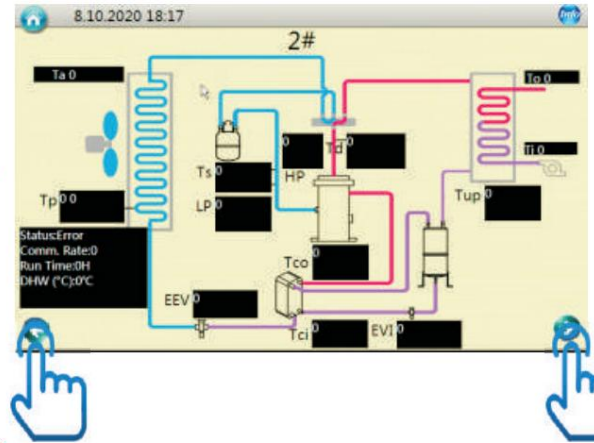 8.10.2020 18:17
Info
2#
Ta 0
To 0
0
Td 0
Ti 0
Ts 0
HP
Tp 0 0
LP 0
Tup 0
Status:Error
Comm. Rate:0
Run Time:0H
DHW (°C):0°C
Tco 0
EEV 0
Tci 0
EVI 0